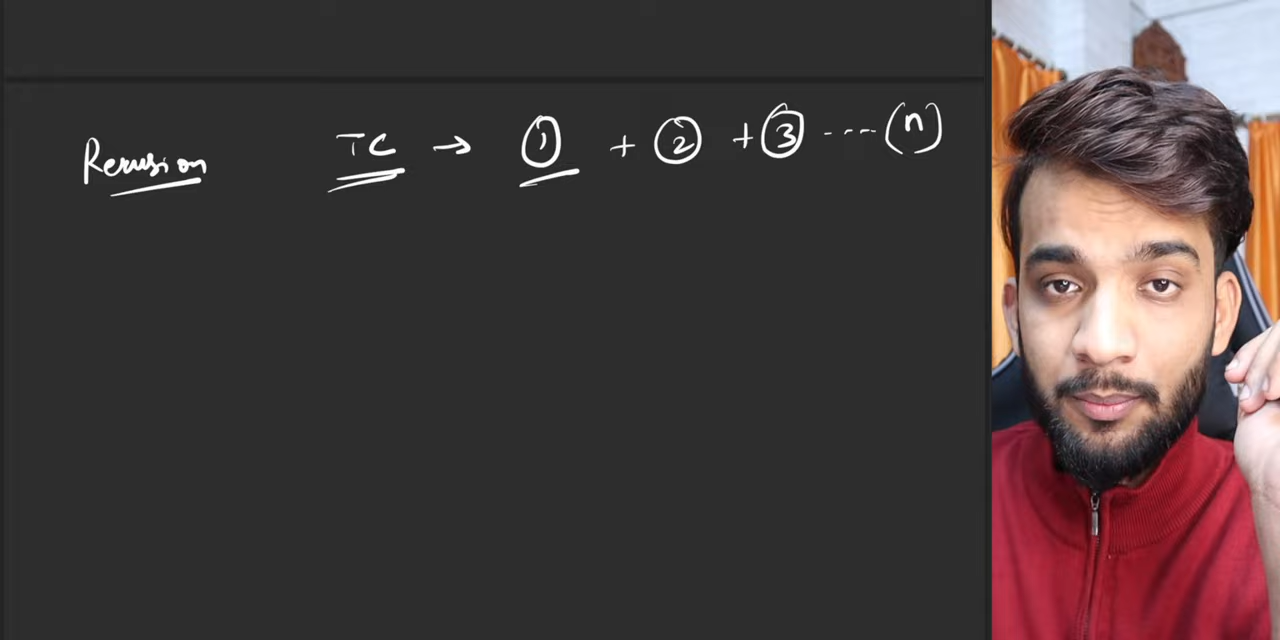 Recursion TC → 1 + 2 + 3 ---- (n)